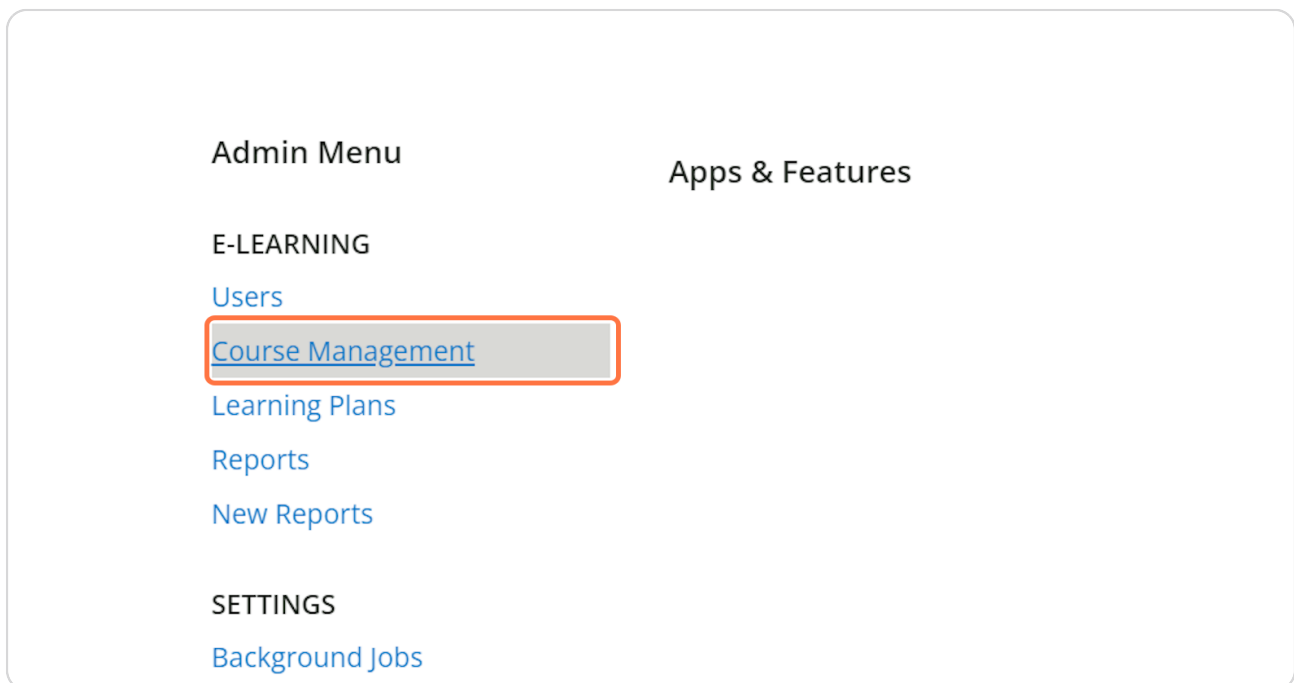 Admin Menu
Apps & Features
E-LEARNING
Users
Course Management
Learning Plans
Reports
New Reports
SETTINGS
Background Jobs